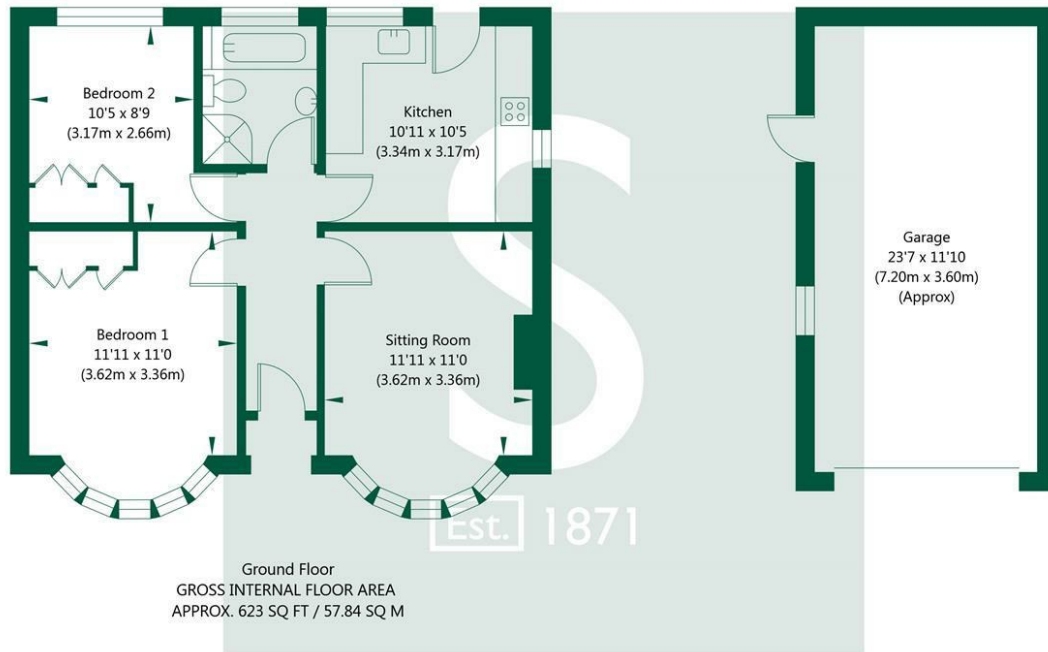 Bedroom 2
10'5 x 8'9
(3.17m x 2.66m)
Kitchen
10'11 x 10'5
(3.34m x 3.17m)
Garage
23'7 x 11'10
(7.20m x 3.60m)
(Approx)
Bedroom 1
11'11 x 11'0
(3.62m x 3.36m)
Sitting Room
11'11 x 11'0
(3.62m x 3.36m)
S
Est. 1871
Ground Floor
GROSS INTERNAL FLOOR AREA
APPROX. 623 SQ FT / 57.84 SQ M